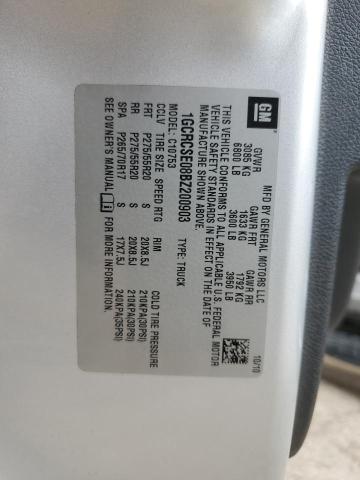 GM
MFD BY GENERAL MOTORS LLC 10/10
GVWR GAWR FRT GAWR RR
3085 KG 1633 KG 1792 KG
6800 LB 3600 LB 3950 LB
THIS VEHICLE CONFORMS TO ALL APPLICABLE U.S. FEDERAL MOTOR
VEHICLE SAFETY STANDARDS IN EFFECT ON THE DATE OF
MANUFACTURE SHOWN ABOVE.
1GCRCSE08BZ200903 TYPE: TRUCK
MODEL: C10753
CCLV TIRE SIZE SPEED RTG RIM COLD TIRE PRESSURE
FRT P275/55R20 S 20X8.5J 210KPA(30PSI)
RR P275/55R20 S 20X8.5J 210KPA(30PSI)
SPA P265/70R17 S 17X7.5J 240KPA(35PSI)
SEE OWNER'S MANUAL FOR MORE INFORMATION.